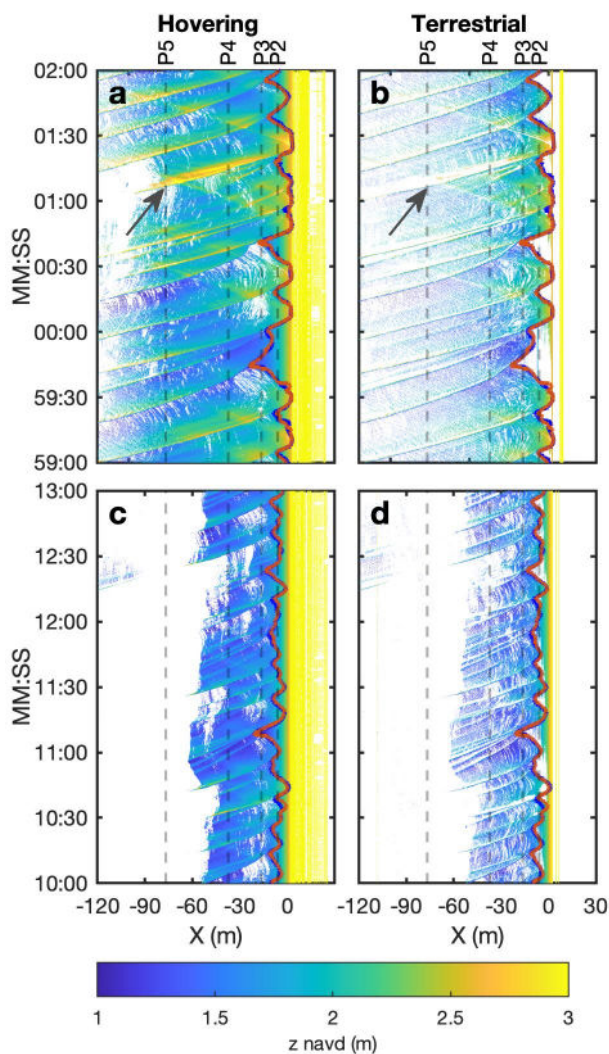 Hovering Terrestrial
P5 P4 P3 P2 P5 P4 P3 P2
a b
02:00
01:30
01:00
00:30
00:00
59:30
59:00
MM:SS
c d
13:00
12:30
12:00
11:30
11:00
10:30
10:00
MM:SS
-120 -90 -60 -30 0 30 -120 -90 -60 -30 0 30
X (m) X (m)
1 1.5 2 2.5 3
z navd (m)